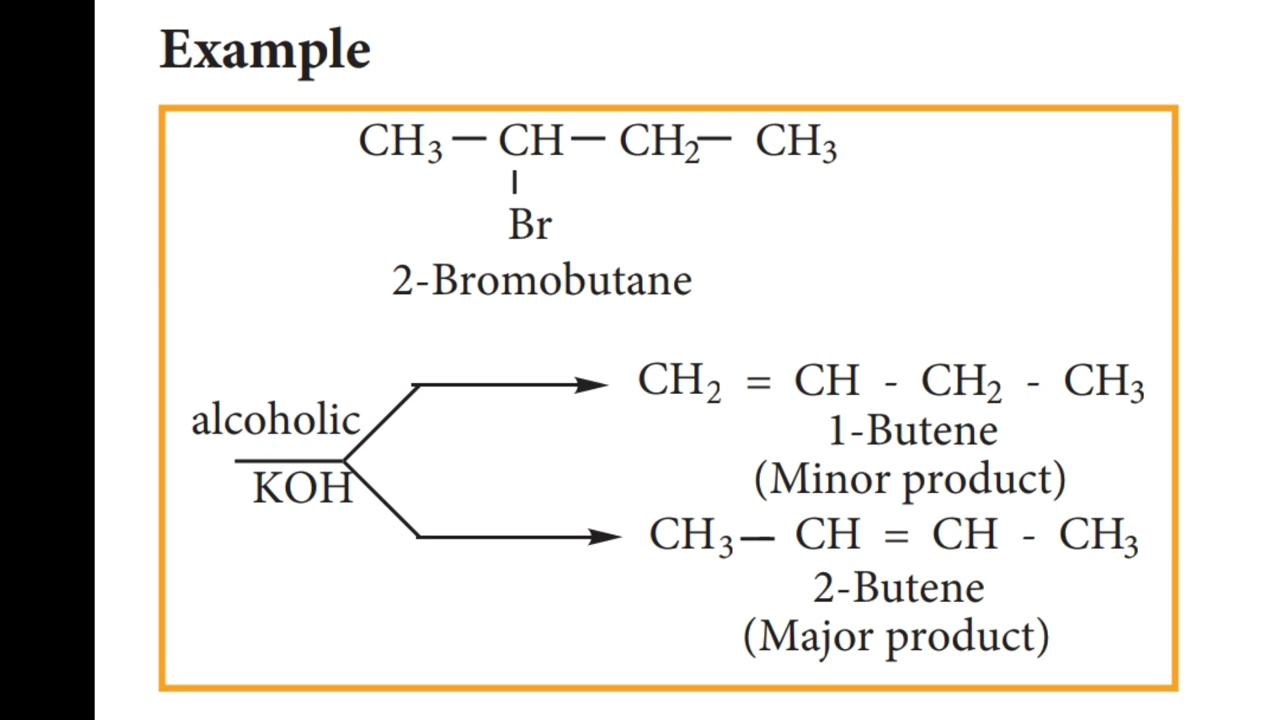 Example
CH₃ — CH — CH₂ — CH₃
|
Br
2-Bromobutane
alcoholic
KOH
CH₂ = CH - CH₂ - CH₃
1-Butene
(Minor product)
CH₃ — CH = CH - CH₃
2-Butene
(Major product)